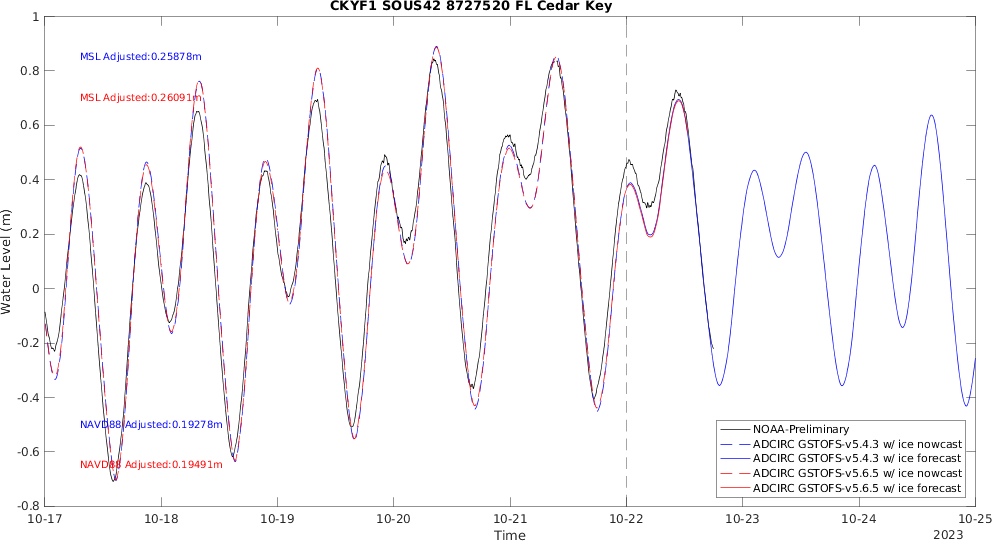 CKYF1 SOUS42 8727520 FL Cedar Key
Water Level (m)
1
0.8
0.6
0.4
0.2
0
-0.2
-0.4
-0.6
-0.8
MSL Adjusted:0.25878m
MSL Adjusted:0.26091m
NAVD88 Adjusted:0.19278m
NAVD88 Adjusted:0.19491m
NOAA-Preliminary
ADCIRC GSTOFS-v5.4.3 w/ ice nowcast
ADCIRC GSTOFS-v5.4.3 w/ ice forecast
ADCIRC GSTOFS-v5.6.5 w/ ice nowcast
ADCIRC GSTOFS-v5.6.5 w/ ice forecast
10-17 10-18 10-19 10-20 10-21 10-22 10-23 10-24 10-25
Time
2023